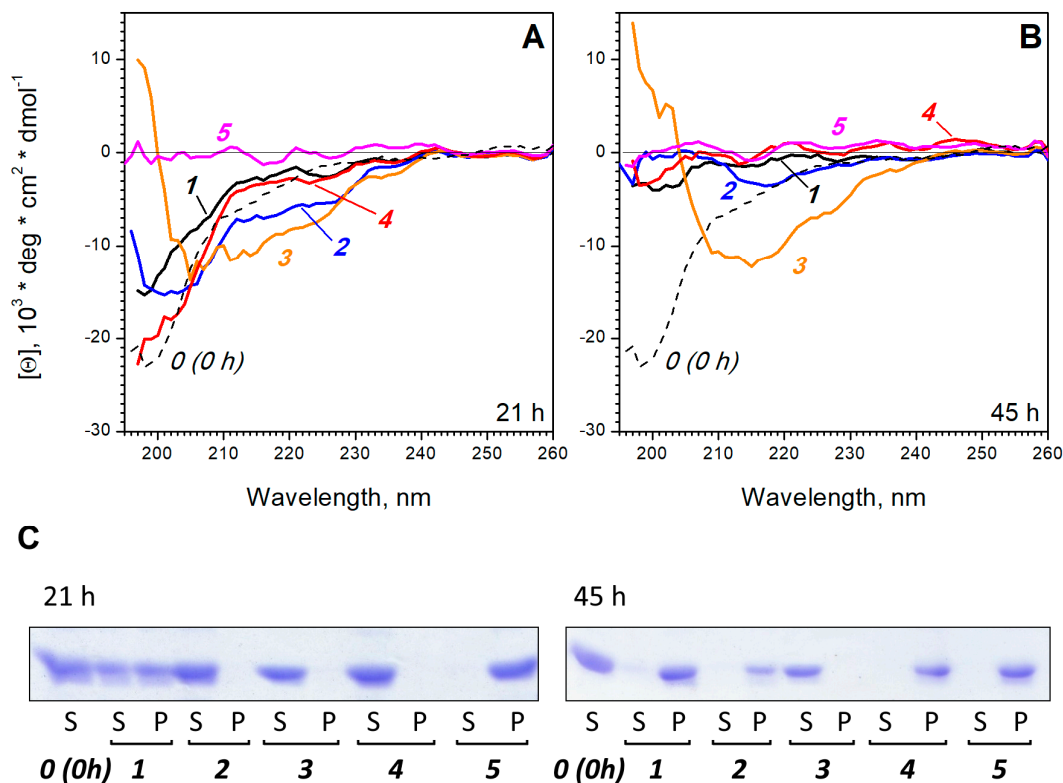 A
B
[Θ], 10³ * deg * cm² * dmol⁻¹
10
0
-10
-20
-30
5
1
4
2
3
0 (0 h)
21 h
200 210 220 230 240 250 260
Wavelength, nm
10
0
-10
-20
-30
5
4
2
1
3
0 (0 h)
45 h
200 210 220 230 240 250 260
Wavelength, nm
C
21 h
S S P S P S P S P S P
0 (0h) 1 2 3 4 5
45 h
S S P S P S P S P S P
0 (0h) 1 2 3 4 5